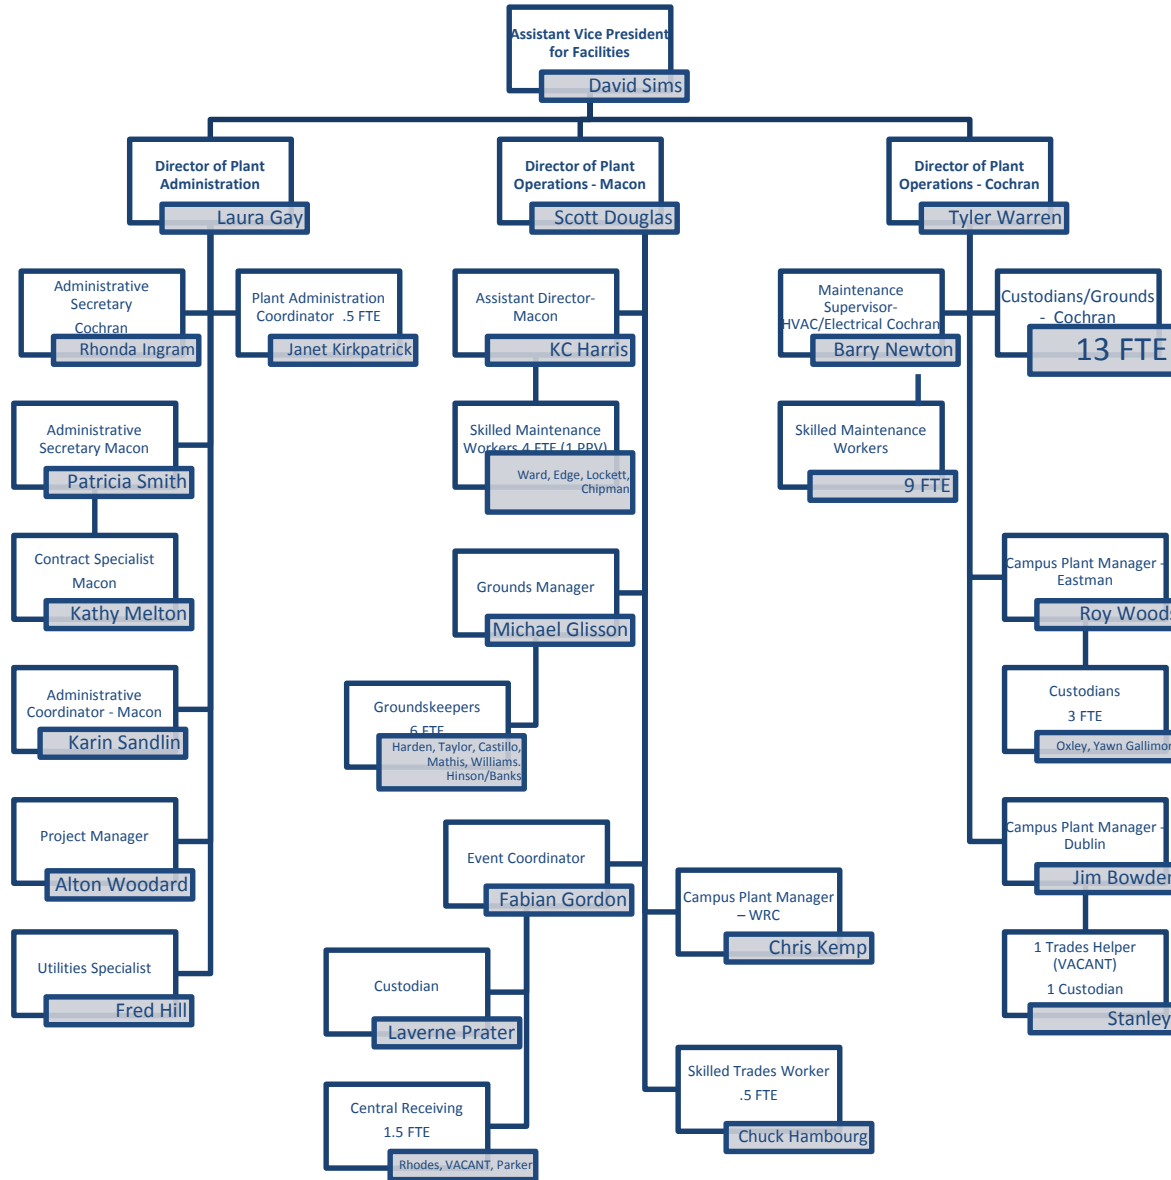 Assistant Vice President
for Facilities
David Sims
Director of Plant
Administration
Laura Gay
Director of Plant
Operations - Macon
Scott Douglas
Director of Plant
Operations - Cochran
Tyler Warren
Administrative
Secretary
Cochran
Rhonda Ingram
Plant Administration
Coordinator .5 FTE
Janet Kirkpatrick
Assistant Director-
Macon
KC Harris
Maintenance
Supervisor-
HVAC/Electrical Cochran
Barry Newton
Custodians/Grounds
- Cochran
13 FTE
Administrative
Secretary Macon
Patricia Smith
Skilled Maintenance
Workers 4 FTE (1 PPV)
Ward, Edge, Lockett,
Chipman
Skilled Maintenance
Workers
9 FTE
Contract Specialist
Macon
Kathy Melton
Grounds Manager
Michael Glisson
Campus Plant Manager -
Eastman
Roy Woods
Administrative
Coordinator - Macon
Karin Sandlin
Groundskeepers
6 FTE
Harden, Taylor, Castillo,
Mathis, Williams.
Hinson/Banks
Custodians
3 FTE
Oxley, Yawn Gallimor
Project Manager
Alton Woodard
Event Coordinator
Fabian Gordon
Campus Plant Manager
– WRC
Chris Kemp
Campus Plant Manager -
Dublin
Jim Bowden
Utilities Specialist
Fred Hill
Custodian
Laverne Prater
1 Trades Helper
(VACANT)
1 Custodian
Stanley
Central Receiving
1.5 FTE
Rhodes, VACANT, Parker
Skilled Trades Worker
.5 FTE
Chuck Hambourg